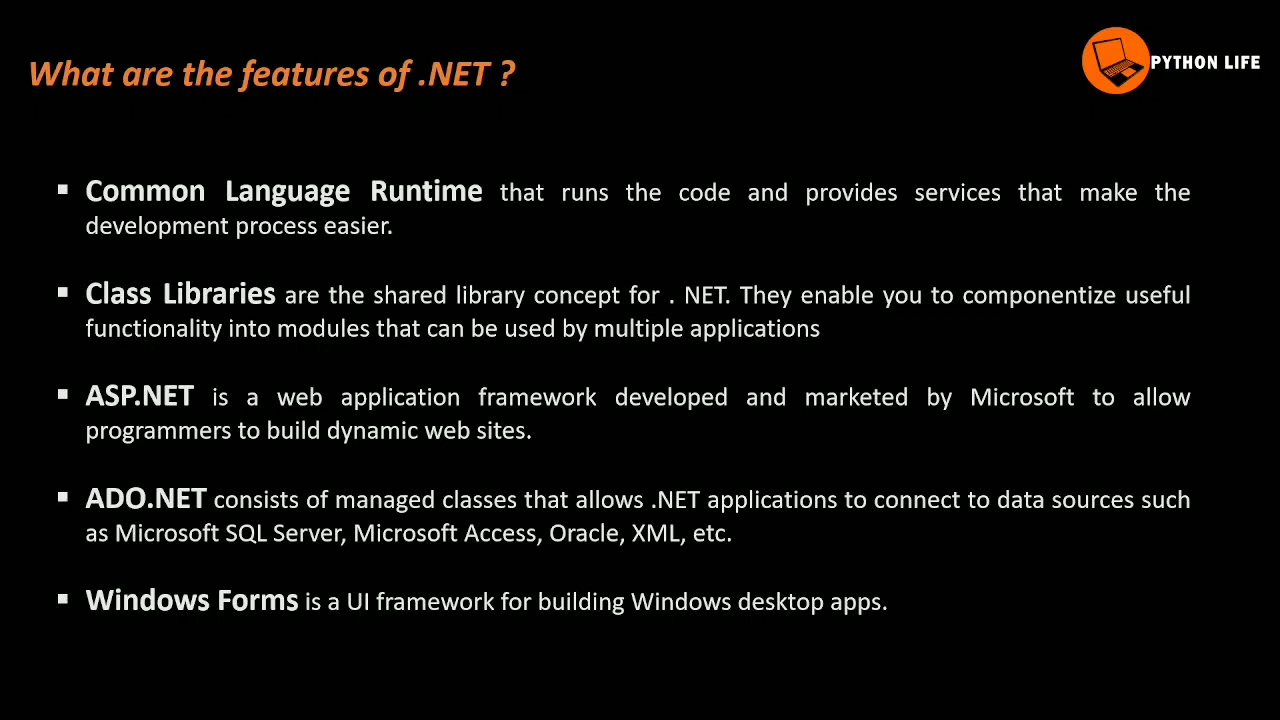 What are the features of .NET ?
PYTHON LIFE
▪ Common Language Runtime that runs the code and provides services that make the
development process easier.
▪ Class Libraries are the shared library concept for . NET. They enable you to componentize useful
functionality into modules that can be used by multiple applications
▪ ASP.NET is a web application framework developed and marketed by Microsoft to allow
programmers to build dynamic web sites.
▪ ADO.NET consists of managed classes that allows .NET applications to connect to data sources such
as Microsoft SQL Server, Microsoft Access, Oracle, XML, etc.
▪ Windows Forms is a UI framework for building Windows desktop apps.